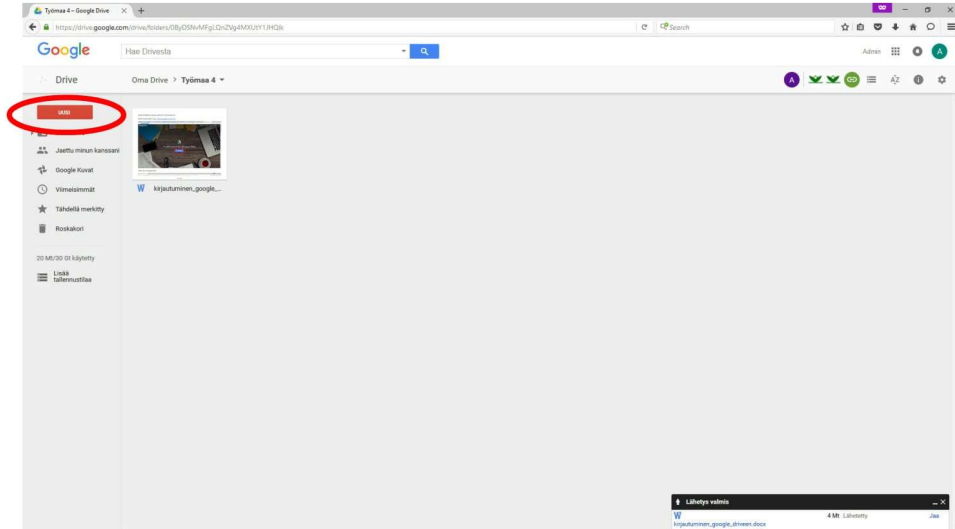 Työmaa 4 – Google Drive
https://drive.google.com/drive/folders/0ByDSNvMFgLQnZVg4MXUtY1JHQjk
Search
Google
Hae Drivesta
Admin
A
Drive
Oma Drive > Työmaa 4
A
UUSI
Jaettu minun kanssani
Google Kuvat
Viimeisimmät
Tähdellä merkitty
Roskakori
W kirjautuminen_google_...
20 Mt/30 Gt käytetty
Lisää
tallennustilaa
Lähetys valmis
W
kirjautuminen_google_driveen.docx
4 Mt Lähetetty
Jaa